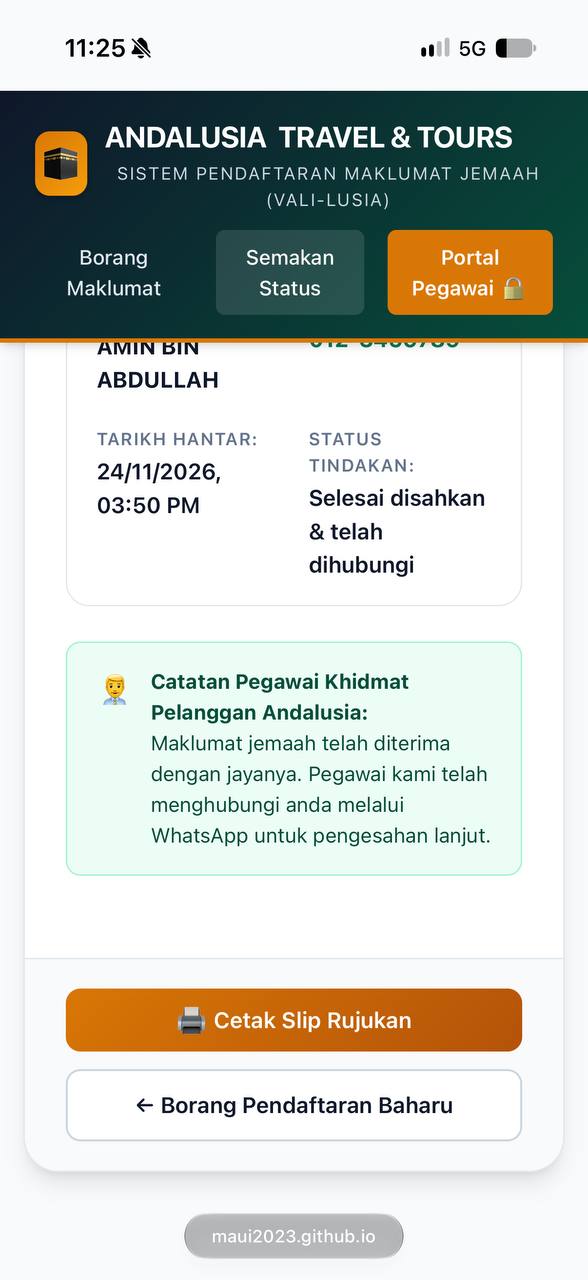 11:25
5G
ANDALUSIA TRAVEL & TOURS
SISTEM PENDAFTARAN MAKLUMAT JEMAAH
(VALI-LUSIA)
Borang
Maklumat
Semakan
Status
Portal
Pegawai
AMIN BIN
ABDULLAH
TARIKH HANTAR:
24/11/2026,
03:50 PM
STATUS
TINDAKAN:
Selesai disahkan
& telah
dihubungi
Catatan Pegawai Khidmat
Pelanggan Andalusia:
Maklumat jemaah telah diterima
dengan jayanya. Pegawai kami telah
menghubungi anda melalui
WhatsApp untuk pengesahan lanjut.
Cetak Slip Rujukan
← Borang Pendaftaran Baharu
maui2023.github.io